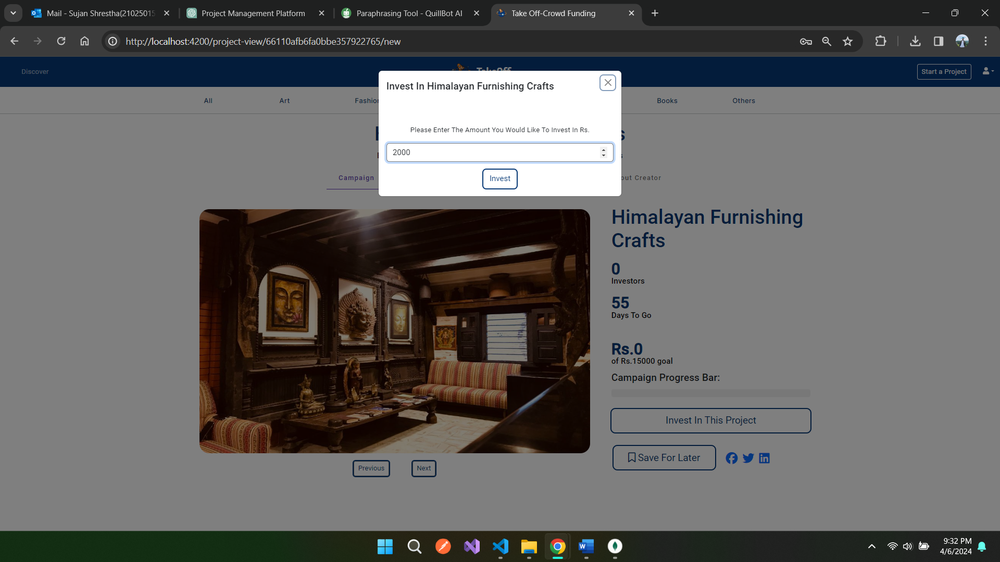 Mail - Sujan Shrestha(21025015
Project Management Platform
Paraphrasing Tool - QuillBot AI
Take Off-Crowd Funding
http://localhost:4200/project-view/66110afb6fa0bbe357922765/new
Discover
TakeOff
Start a Project
Invest In Himalayan Furnishing Crafts
All
Art
Fashion
Books
Others
Please Enter The Amount You Would Like To Invest In Rs.
2000
Invest
Campaign
out Creator
Himalayan Furnishing
Crafts
0
Investors
55
Days To Go
Rs.0
of Rs.15000 goal
Campaign Progress Bar:
Invest In This Project
Save For Later
Previous
Next
9:32 PM
4/6/2024